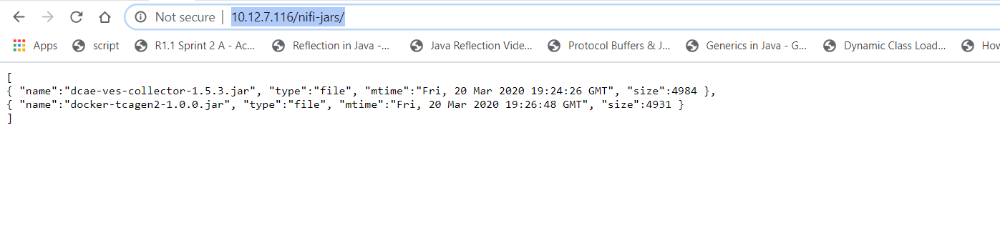 Not secure | 10.12.7.116/nifi-jars/
Apps script R1.1 Sprint 2 A - Ac... Reflection in Java -... Java Reflection Vide... Protocol Buffers & J... Generics in Java - G... Dynamic Class Load... How
[
{ "name":"dcae-ves-collector-1.5.3.jar", "type":"file", "mtime":"Fri, 20 Mar 2020 19:24:26 GMT", "size":4984 },
{ "name":"docker-tcagen2-1.0.0.jar", "type":"file", "mtime":"Fri, 20 Mar 2020 19:26:48 GMT", "size":4931 }
]